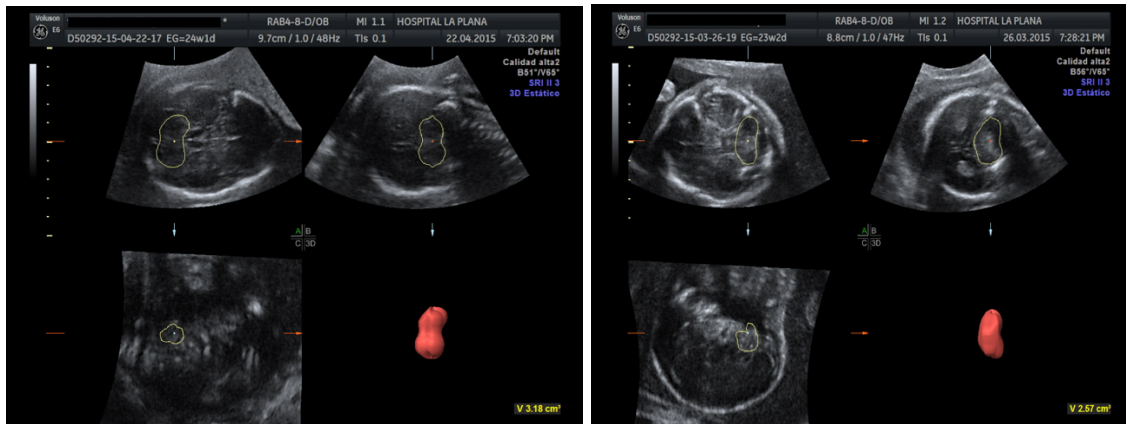 Voluson
E6
GE
*
RAB4-8-D/OB
MI 1.1
HOSPITAL LA PLANA
D50292-15-04-22-17 EG=24w1d
9.7cm / 1.0 / 48Hz
TIs 0.1
22.04.2015
7:03:20 PM
Default
Calidad alta2
B51°/V65°
SRI II 3
3D Estático
A B
C 3D
V 3.18 cm³
Voluson
E6
GE
RAB4-8-D/OB
MI 1.2
HOSPITAL LA PLANA
D50292-15-03-26-19 EG=23w2d
8.8cm / 1.0 / 47Hz
TIs 0.1
26.03.2015
7:28:21 PM
Default
Calidad alta2
B56°/V65°
SRI II 3
3D Estático
A B
C 3D
V 2.57 cm³